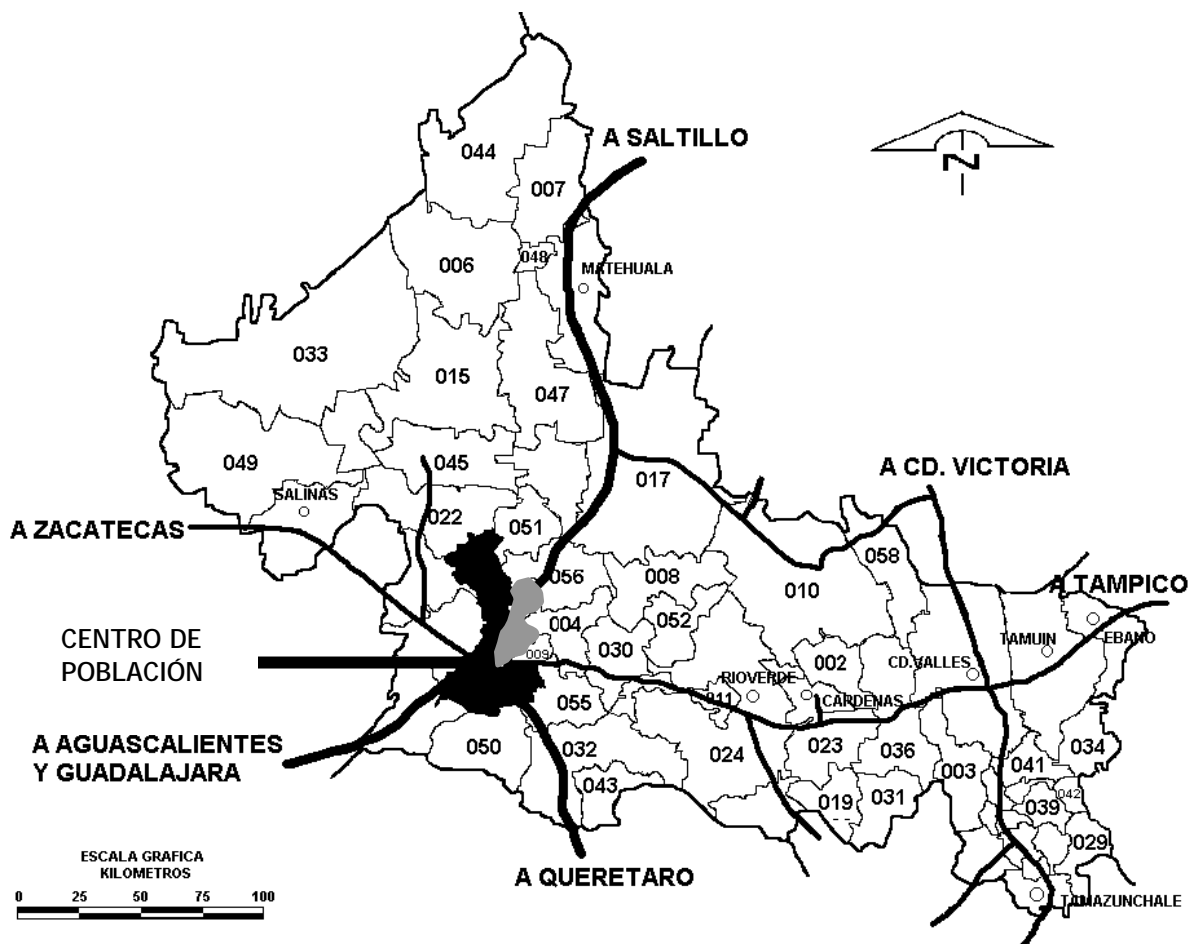 A SALTILLO
044
007
N
006
048
MATEHUALA
033
015
047
049
045
017
A CD. VICTORIA
SALINAS
022
051
A ZACATECAS
058
056
008
010
A TAMPICO
004
052
CENTRO DE
POBLACIÓN
009
030
002
TAMUIN
EBANO
CD.VALLES
RIOVERDE
011
CARDENAS
055
A AGUASCALIENTES
Y GUADALAJARA
050
032
024
023
036
003
041
034
043
019
031
039
042
029
A QUERETARO
TAMAZUNCHALE
ESCALA GRAFICA
KILOMETROS
0 25 50 75 100